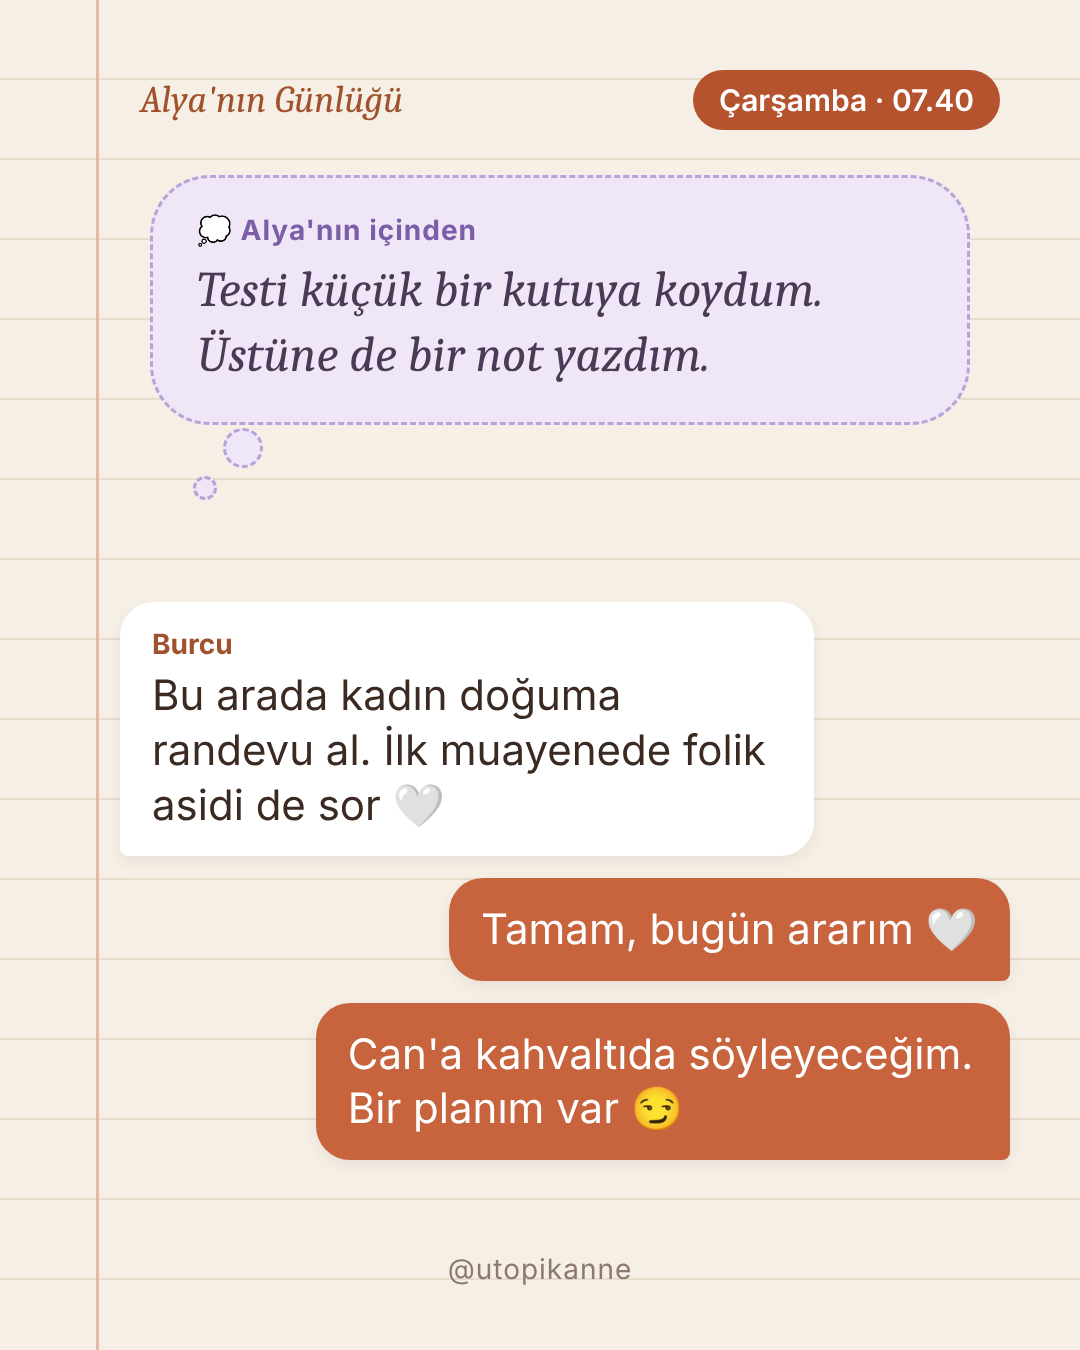 Alya'nın Günlüğü
Çarşamba · 07.40
💭 Alya'nın içinden
Testi küçük bir kutuya koydum.
Üstüne de bir not yazdım.
Burcu
Bu arada kadın doğuma
randevu al. İlk muayenede folik
asidi de sor 🤍
Tamam, bugün ararım 🤍
Can'a kahvaltıda söyleyeceğim.
Bir planım var 😏
@utopikanne